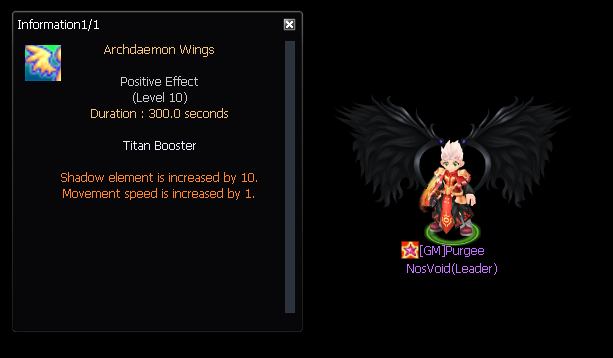 Information1/1
Archdaemon Wings
Positive Effect
(Level 10)
Duration : 300.0 seconds
Titan Booster
Shadow element is increased by 10.
Movement speed is increased by 1.
[GM]Purgee
NosVoid(Leader)